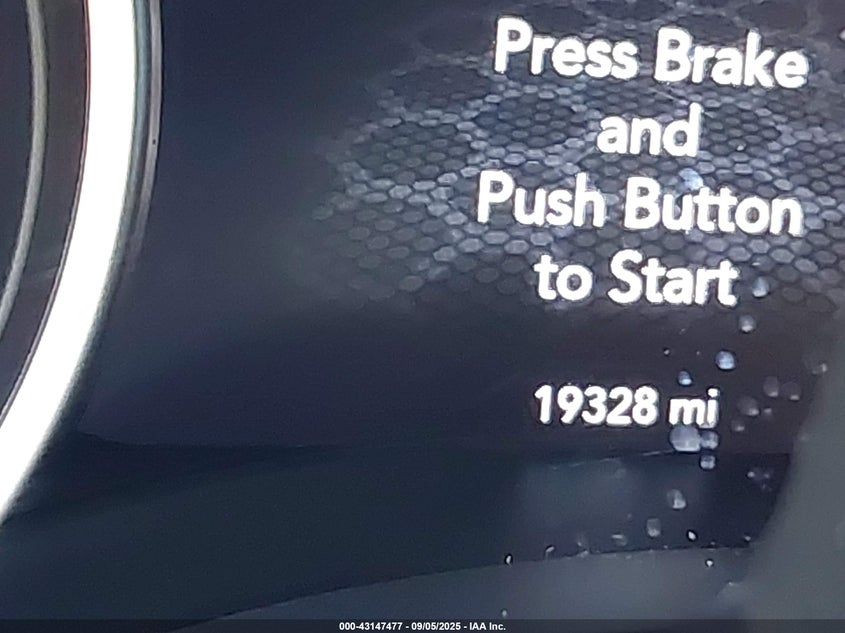 Press Brake
and
Push Button
to Start
19328 mi
000-43147477 - 09/05/2025 - IAA Inc.